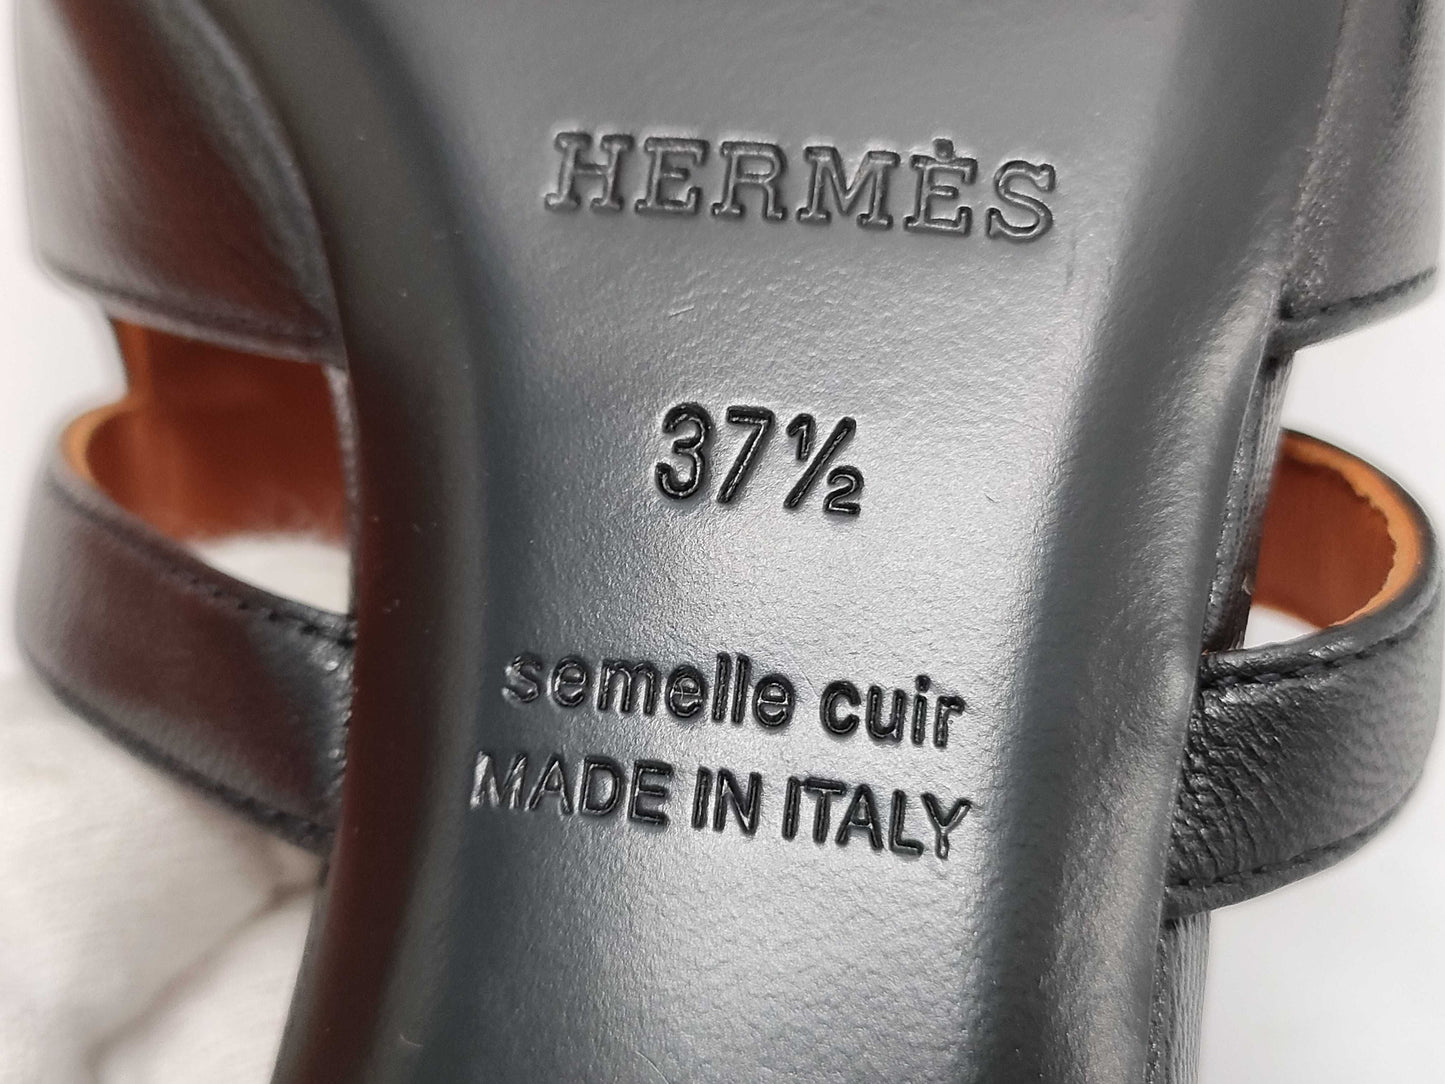 HERMÈS
37½
semelle cuir
MADE IN ITALY